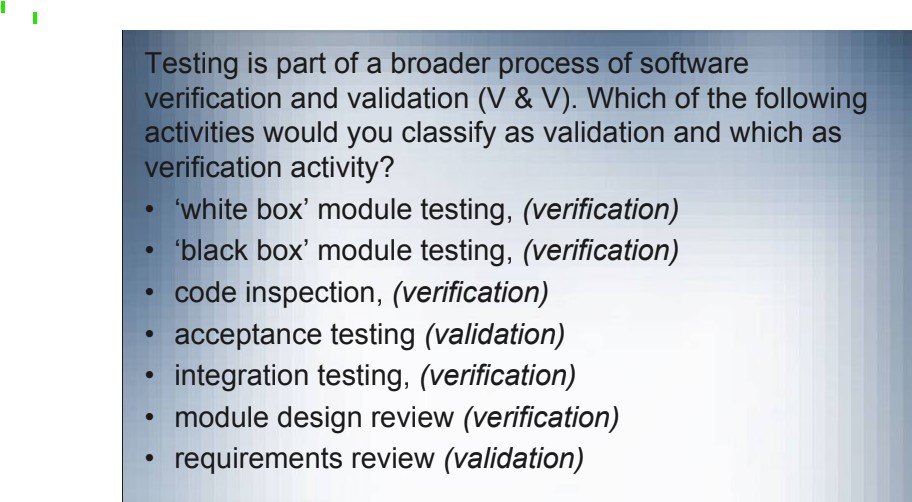 Testing is part of a broader process of software
verification and validation (V & V). Which of the following
activities would you classify as validation and which as
verification activity?
• ‘white box’ module testing, (verification)
• ‘black box’ module testing, (verification)
• code inspection, (verification)
• acceptance testing (validation)
• integration testing, (verification)
• module design review (verification)
• requirements review (validation)